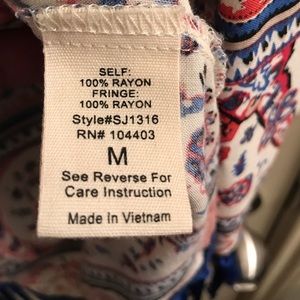 SELF:
100% RAYON
FRINGE:
100% RAYON
Style#SJ1316
RN# 104403
M
See Reverse For
Care Instruction
Made In Vietnam